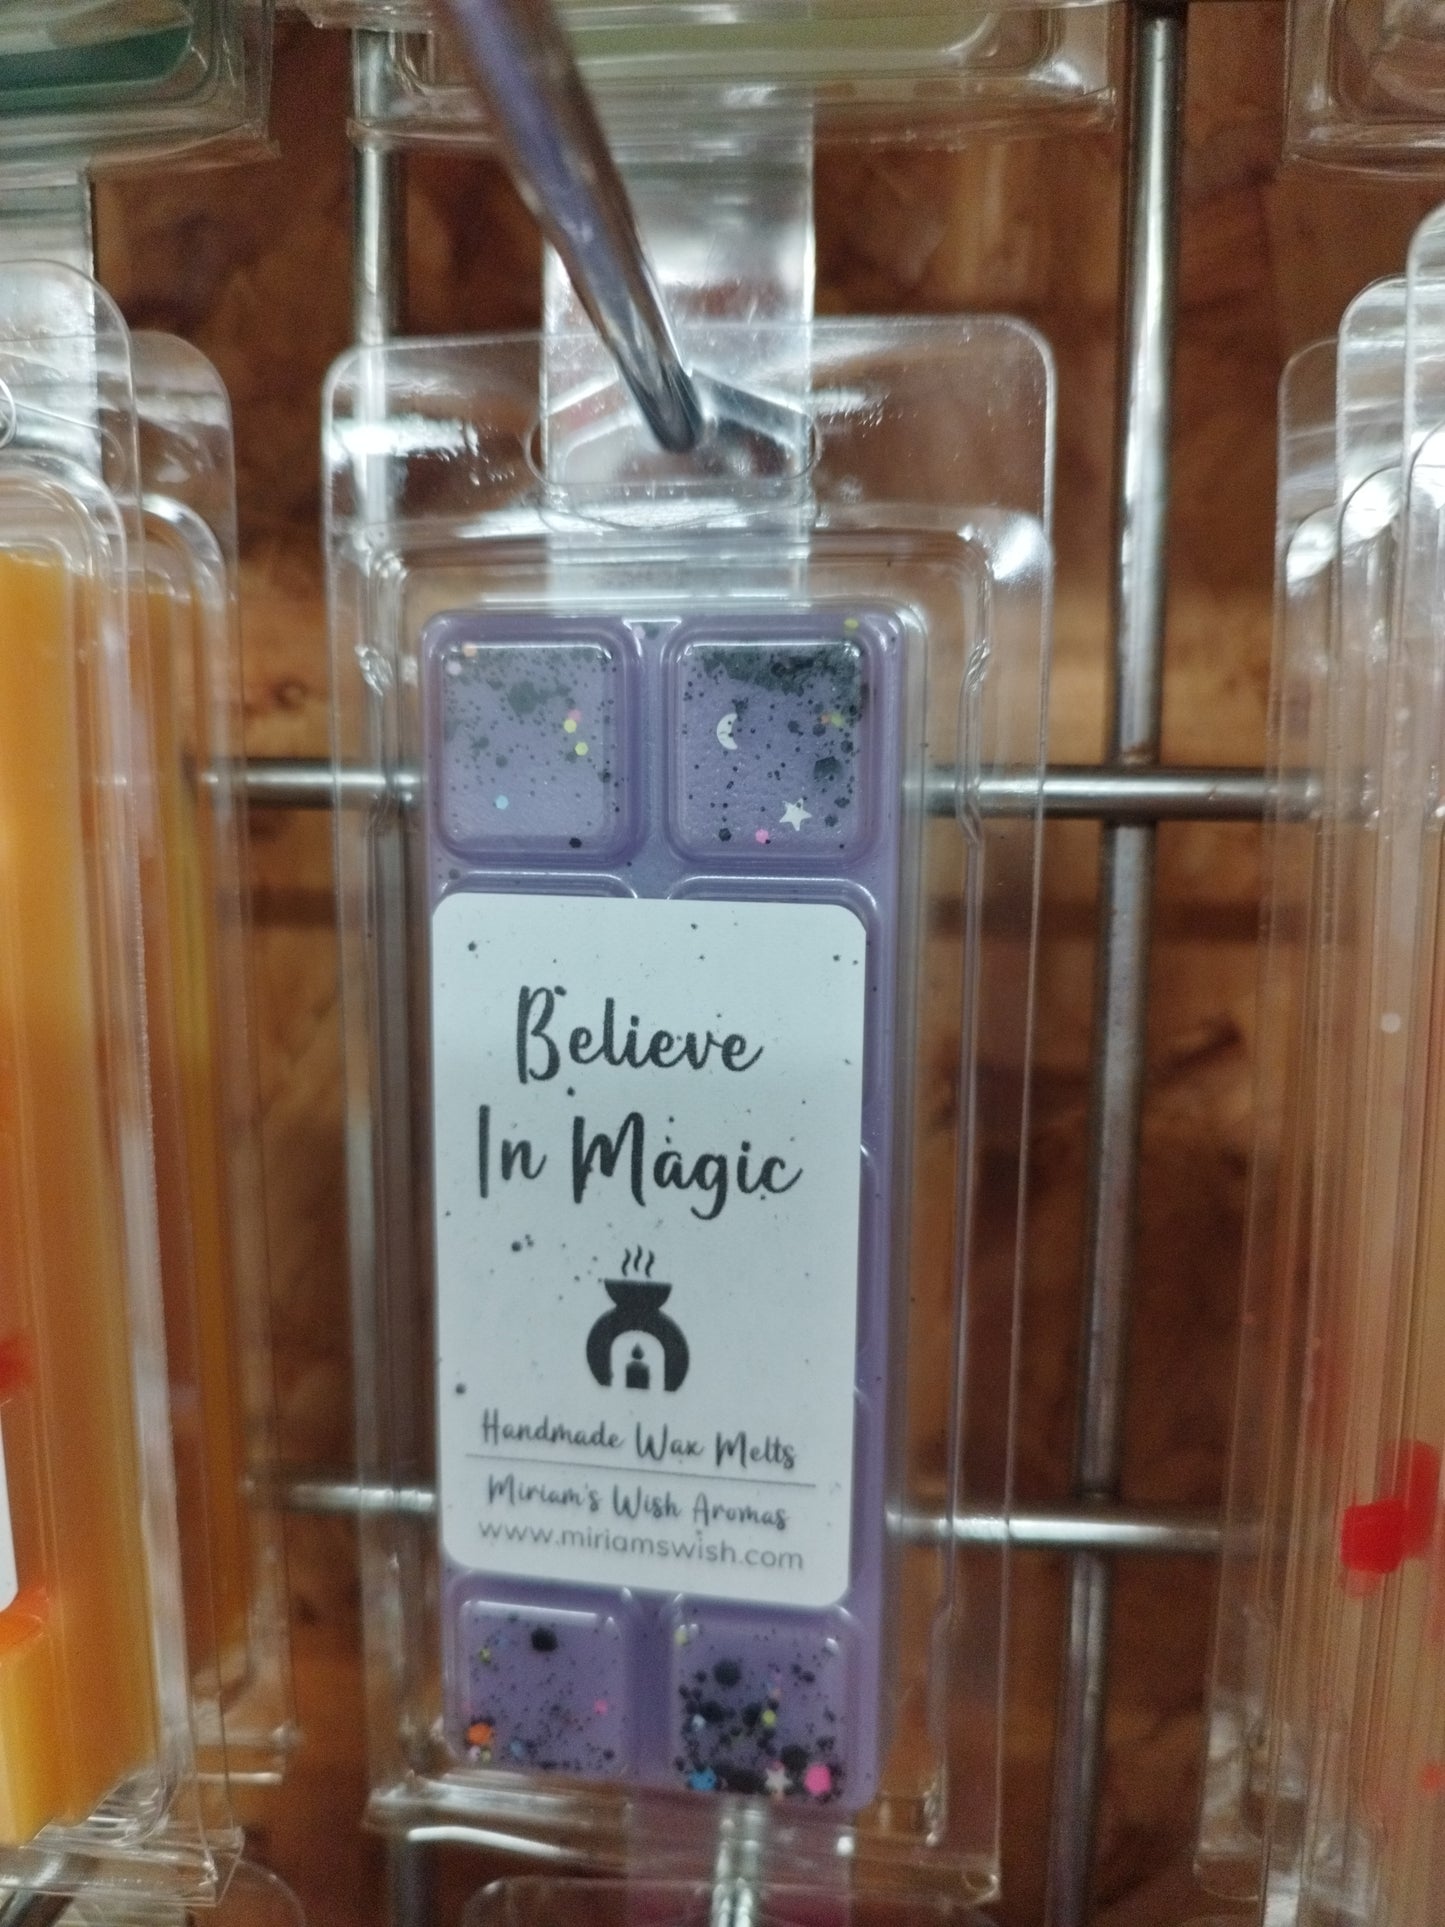 Believe
In Magic
Handmade Wax Melts
Miriam's Wish Aromas
www.miriamswish.com